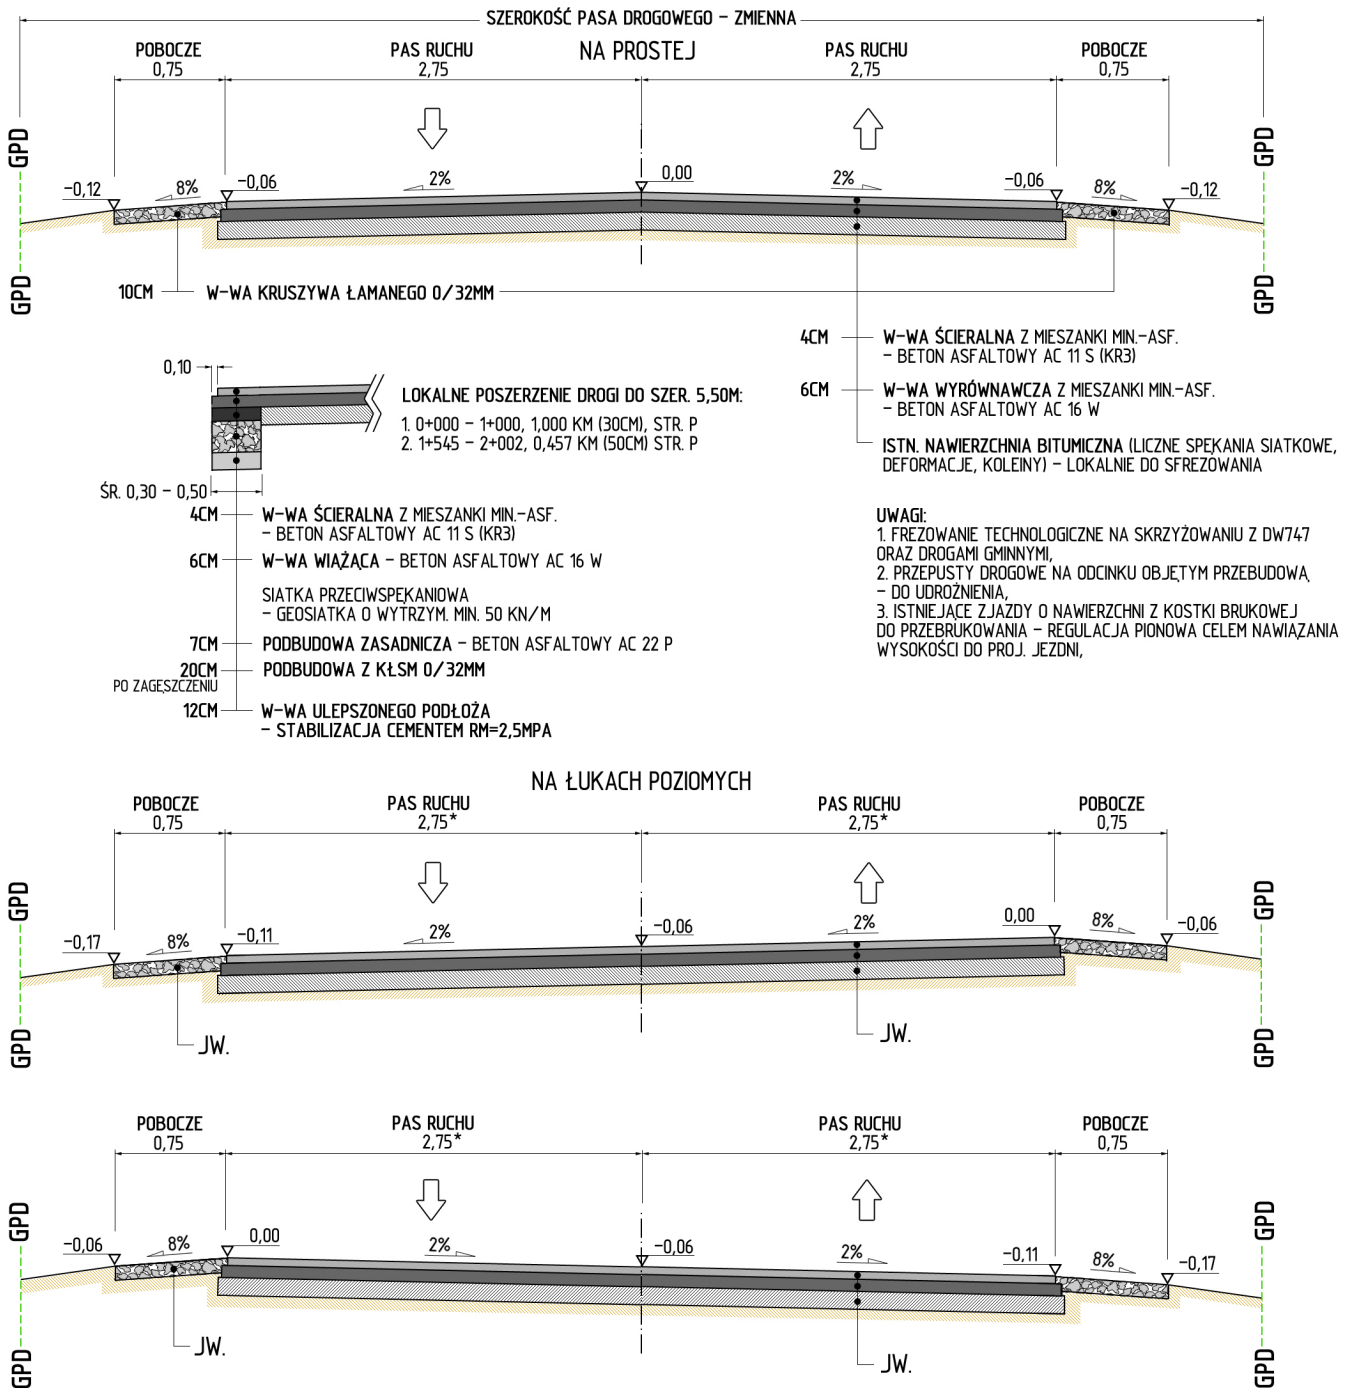 SZEROKOŚĆ PASA DROGOWEGO – ZMIENNA
NA PROSTEJ
POBOCZE
0,75
PAS RUCHU
2,75
PAS RUCHU
2,75
POBOCZE
0,75
GPD
GPD
-0,12
8%
-0,06
2%
0,00
2%
-0,06
8%
-0,12
GPD
GPD
10CM
W-WA KRUSZYWA ŁAMANEGO 0/32MM
4CM
W-WA ŚCIERALNA Z MIESZANKI MIN.-ASF.
- BETON ASFALTOWY AC 11 S (KR3)
6CM
W-WA WYRÓWNAWCZA Z MIESZANKI MIN.-ASF.
- BETON ASFALTOWY AC 16 W
ISTN. NAWIERZCHNIA BITUMICZNA (LICZNE SPĘKANIA SIATKOWE,
DEFORMACJE, KOLEINY) – LOKALNIE DO SFREZOWANIA
0,10
LOKALNE POSZERZENIE DROGI DO SZER. 5,50M:
1. 0+000 – 1+000, 1,000 KM (30CM), STR. P
2. 1+545 – 2+002, 0,457 KM (50CM) STR. P
ŚR. 0,30 – 0,50
4CM
W-WA ŚCIERALNA Z MIESZANKI MIN.-ASF.
- BETON ASFALTOWY AC 11 S (KR3)
6CM
W-WA WIĄŻĄCA – BETON ASFALTOWY AC 16 W
SIATKA PRZECIWSPĘKANIOWA
- GEOSIATKA O WYTRZYM. MIN. 50 KN/M
7CM
PODBUDOWA ZASADNICZA – BETON ASFALTOWY AC 22 P
20CM
PO ZAGĘSZCZENIU
PODBUDOWA Z KŁSM 0/32MM
12CM
W-WA ULEPSZONEGO PODŁOŻA
- STABILIZACJA CEMENTEM RM=2,5MPA
UWAGI:
1. FREZOWANIE TECHNOLOGICZNE NA SKRZYŻOWANIU Z DW747
ORAZ DROGAMI GMINNYMI,
2. PRZEPUSTY DROGOWE NA ODCINKU OBJĘTYM PRZEBUDOWĄ
- DO UDROŻNIENIA,
3. ISTNIEJĄCE ZJAZDY O NAWIERZCHNI Z KOSTKI BRUKOWEJ
DO PRZEBRUKOWANIA – REGULACJA PIONOWA CELEM NAWIĄZANIA
WYSOKOŚCI DO PROJ. JEZDNI,
NA ŁUKACH POZIOMYCH
POBOCZE
0,75
PAS RUCHU
2,75*
PAS RUCHU
2,75*
POBOCZE
0,75
GPD
GPD
-0,17
8%
-0,11
2%
-0,06
2%
0,00
8%
-0,06
GPD
GPD
JW.
JW.
POBOCZE
0,75
PAS RUCHU
2,75*
PAS RUCHU
2,75*
POBOCZE
0,75
GPD
GPD
-0,06
8%
0,00
2%
-0,06
2%
-0,11
8%
-0,17
GPD
GPD
JW.
JW.